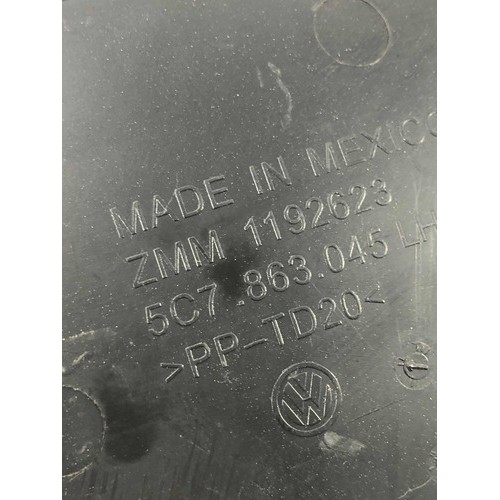 MADE IN MEXICO
ZMM 1192623
5C7.863.045 LH
>PP-TD20<